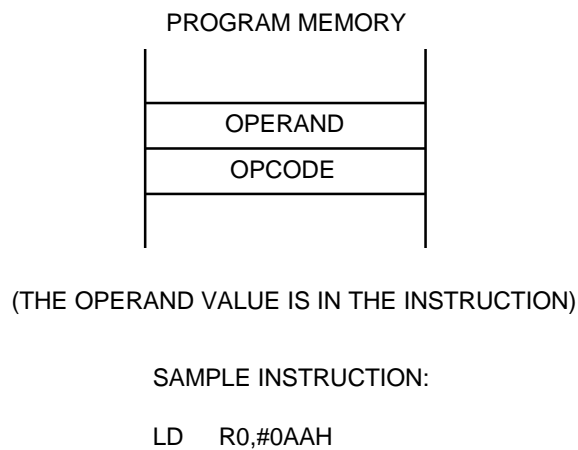 PROGRAM MEMORY
OPERAND
OPCODE
(THE OPERAND VALUE IS IN THE INSTRUCTION)
SAMPLE INSTRUCTION:
LD R0,#0AAH